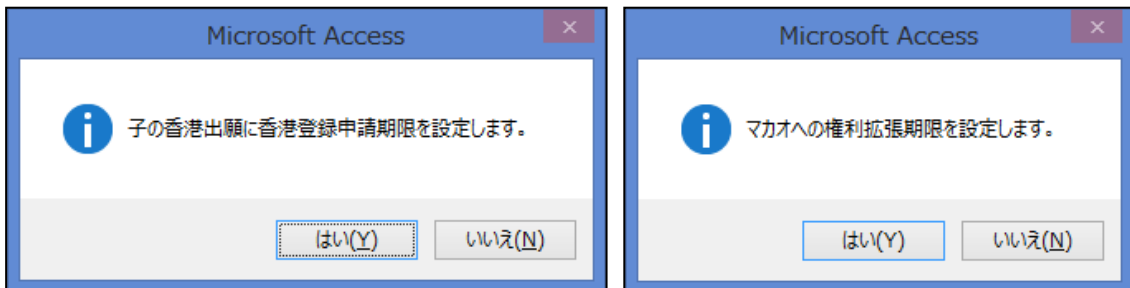 Microsoft Access
子の香港出願に香港登録申請期限を設定します。
はい(Y) いいえ(N)
Microsoft Access
マカオへの権利拡張期限を設定します。
はい(Y) いいえ(N)